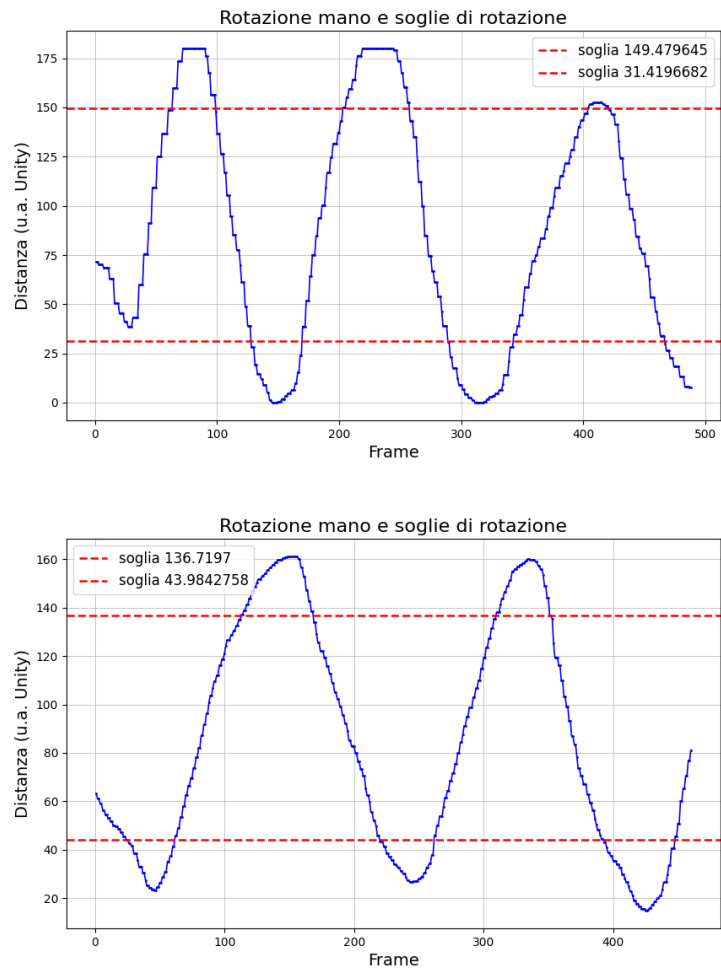 Rotazione mano e soglie di rotazione
soglia 149.479645
soglia 31.4196682
Distanza (u.a. Unity)
175
150
125
100
75
50
25
0
0 100 200 300 400 500
Frame
Rotazione mano e soglie di rotazione
soglia 136.7197
soglia 43.9842758
Distanza (u.a. Unity)
160
140
120
100
80
60
40
20
0 100 200 300 400
Frame